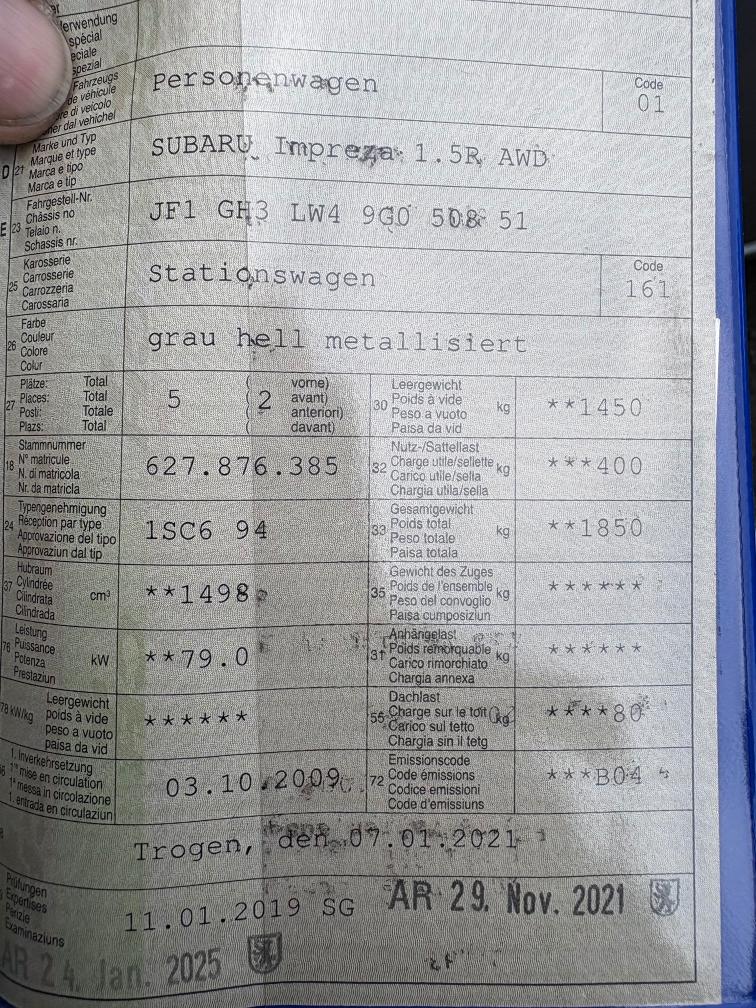 Verwendung
spécial
speciale
spezial
Fahrzeugs
de véhicule
Personenwagen
Code
01
D 21 Marke und Typ
Marque et type
Marca e tipo
Marca e tip
SUBARU Impreza 1.5R AWD
E 23 Fahrgestell-Nr.
Châssis no
Telaio n.
Schassis nr.
JF1 GH3 LW4 9G0 508 51
25 Karosserie
Carrosserie
Carrozzeria
Carossaria
Stationswagen
Code
161
26 Farbe
Couleur
Colore
Colur
grau hell metallisiert
27 Plätze: Total
Places: Total
Posti: Totale
Plazs: Total
5 ( 2 vorne)
avant)
anteriori)
davant)
30 Leergewicht
Poids à vide
Peso a vuoto
Paisa da vid
kg **1450
18 Stammnummer
N° matricule
N. di matricola
Nr. da matricla
627.876.385
32 Nutz-/Sattellast
Charge utile/sellette
Carico utile/sella
Chargia utila/sella
kg ***400
24 Typengenehmigung
Réception par type
Approvazione del tipo
Approvaziun dal tip
1SC6 94
33 Gesamtgewicht
Poids total
Peso totale
Paisa totala
kg **1850
37 Hubraum
Cylindrée
Cilindrata
Cilindrada
cm³ **1498
35 Gewicht des Zuges
Poids de l'ensemble
Peso del convoglio
Paisa cumposiziun
kg ******
76 Leistung
Puissance
Potenza
Prestaziun
kW **79.0
31 Anhängelast
Poids remorquable
Carico rimorchiato
Chargia annexa
kg ******
78 kW/kg Leergewicht
poids à vide
peso a vuoto
paisa da vid
******
55 Dachlast
Charge sur le toit
Carico sul tetto
Chargia sin il tetg
kg ****80
1. Inverkehrsetzung
1re mise en circulation
1a messa in circolazione
1. entrada en circulaziun
03.10.2009
72 Emissionscode
Code émissions
Codice emissioni
Code d'emissiuns
***B04
Trogen, den 07.01.2021
Prüfungen
Expertises
Perizie
Examinaziuns
11.01.2019 SG
AR 29. Nov. 2021
AR 24. Jan. 2025